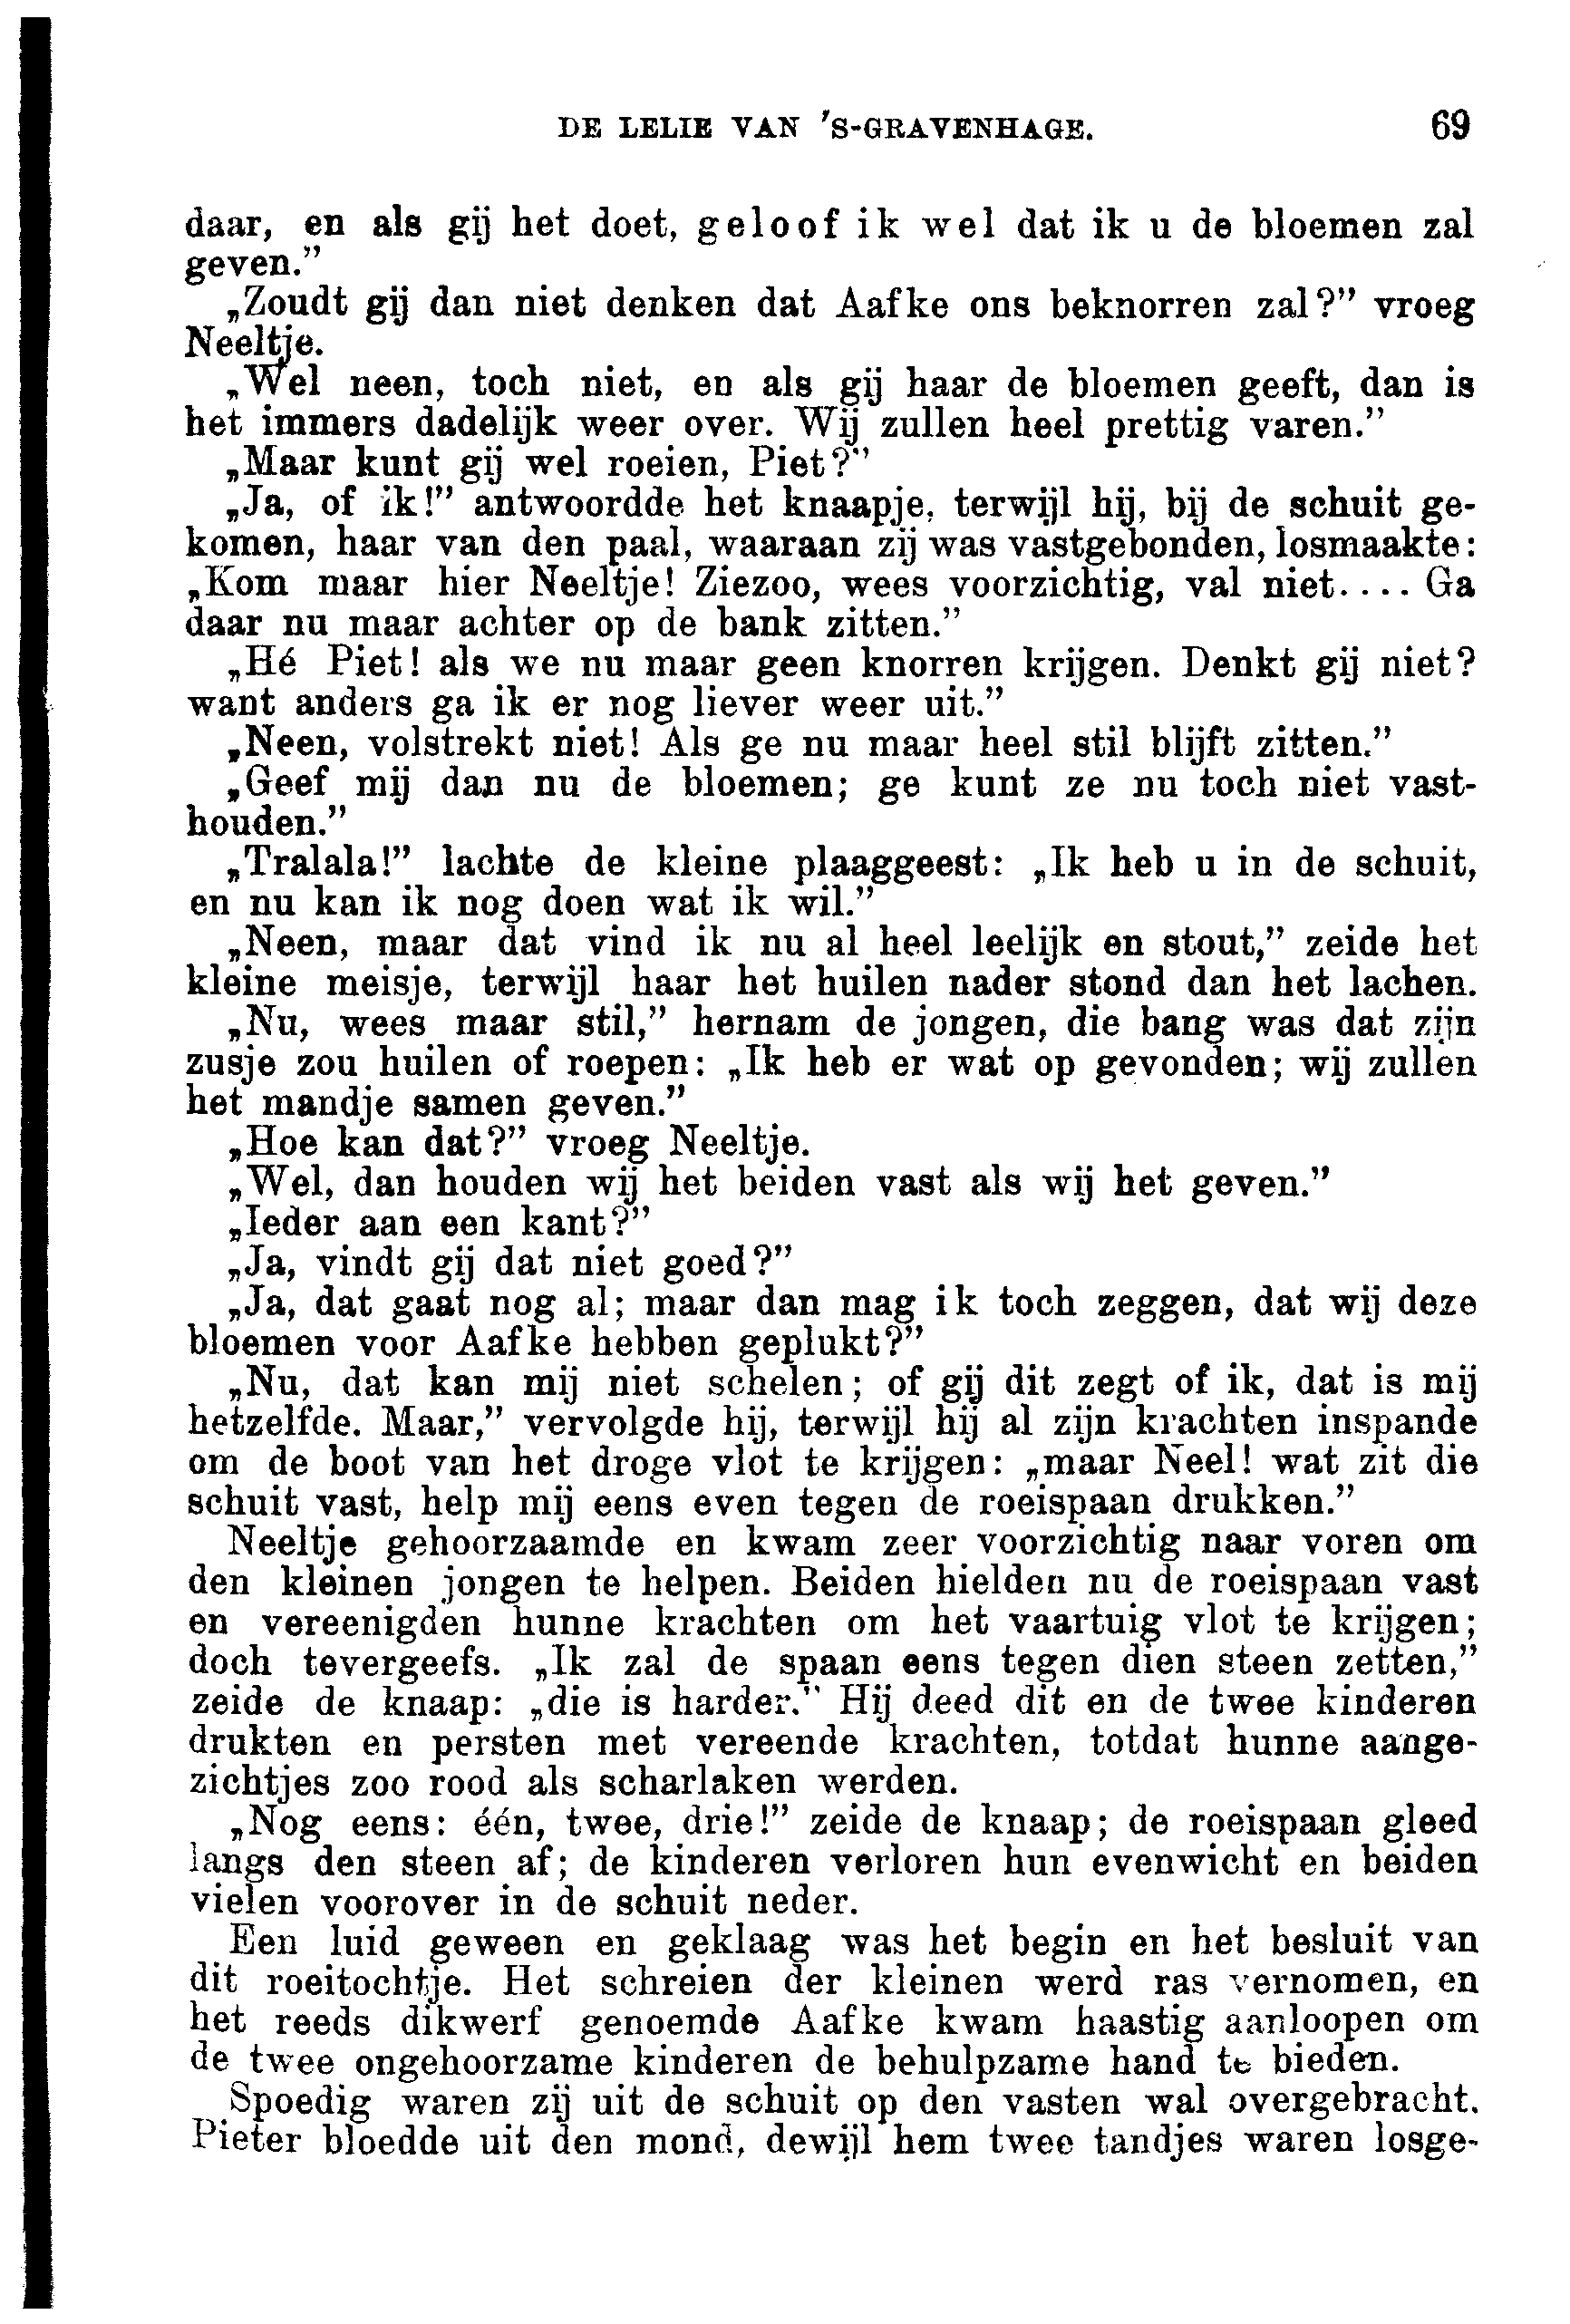 DE LELIE VAN 'S-GRAVENHAGE. 69
daar, en als gij het doet, geloof ik wel dat ik u de bloemen zal
geven.”
„Zoudt gij dan niet denken dat Aafke ons beknorren zal?” vroeg
Neeltje.
„Wel neen, toch niet, en als gij haar de bloemen geeft, dan is
het immers dadelijk weer over. Wij zullen heel prettig varen.”
„Maar kunt gij wel roeien, Piet?”
„Ja, of ik!” antwoordde het knaapje, terwijl hij, bij de schuit ge-
komen, haar van den paal, waaraan zij was vastgebonden, losmaakte:
„Kom maar hier Neeltje! Ziezoo, wees voorzichtig, val niet.... Ga
daar nu maar achter op de bank zitten.”
„Hé Piet! als we nu maar geen knorren krijgen. Denkt gij niet?
want anders ga ik er nog liever weer uit.”
„Neen, volstrekt niet! Als ge nu maar heel stil blijft zitten.”
„Geef mij dan nu de bloemen; ge kunt ze nu toch niet vast-
houden.”
„Tralala!” lachte de kleine plaaggeest: „Ik heb u in de schuit,
en nu kan ik nog doen wat ik wil.”
„Neen, maar dat vind ik nu al heel leelijk en stout,” zeide het
kleine meisje, terwijl haar het huilen nader stond dan het lachen.
„Nu, wees maar stil,” hernam de jongen, die bang was dat zijn
zusje zou huilen of roepen: „Ik heb er wat op gevonden; wij zullen
het mandje samen geven.”
„Hoe kan dat?” vroeg Neeltje.
„Wel, dan houden wij het beiden vast als wij het geven.”
„Ieder aan een kant?”
„Ja, vindt gij dat niet goed?”
„Ja, dat gaat nog al; maar dan mag ik toch zeggen, dat wij deze
bloemen voor Aafke hebben geplukt?”
„Nu, dat kan mij niet schelen; of gij dit zegt of ik, dat is mij
hetzelfde. Maar,” vervolgde hij, terwijl hij al zijn krachten inspande
om de boot van het droge vlot te krijgen: „maar Neel! wat zit die
schuit vast, help mij eens even tegen de roeispaan drukken.”
Neeltje gehoorzaamde en kwam zeer voorzichtig naar voren om
den kleinen jongen te helpen. Beiden hielden nu de roeispaan vast
en vereenigden hunne krachten om het vaartuig vlot te krijgen;
doch tevergeefs. „Ik zal de spaan eens tegen dien steen zetten,”
zeide de knaap: „die is harder.” Hij deed dit en de twee kinderen
drukten en persten met vereende krachten, totdat hunne aange-
zichtjes zoo rood als scharlaken werden.
„Nog eens: één, twee, drie!” zeide de knaap; de roeispaan gleed
langs den steen af; de kinderen verloren hun evenwicht en beiden
vielen voorover in de schuit neder.
Een luid geween en geklaag was het begin en het besluit van
dit roeitochtje. Het schreien der kleinen werd ras vernomen, en
het reeds dikwerf genoemde Aafke kwam haastig aanloopen om
de twee ongehoorzame kinderen de behulpzame hand te bieden.
Spoedig waren zij uit de schuit op den vasten wal overgebracht.
Pieter bloedde uit den mond, dewijl hem twee tandjes waren losge-